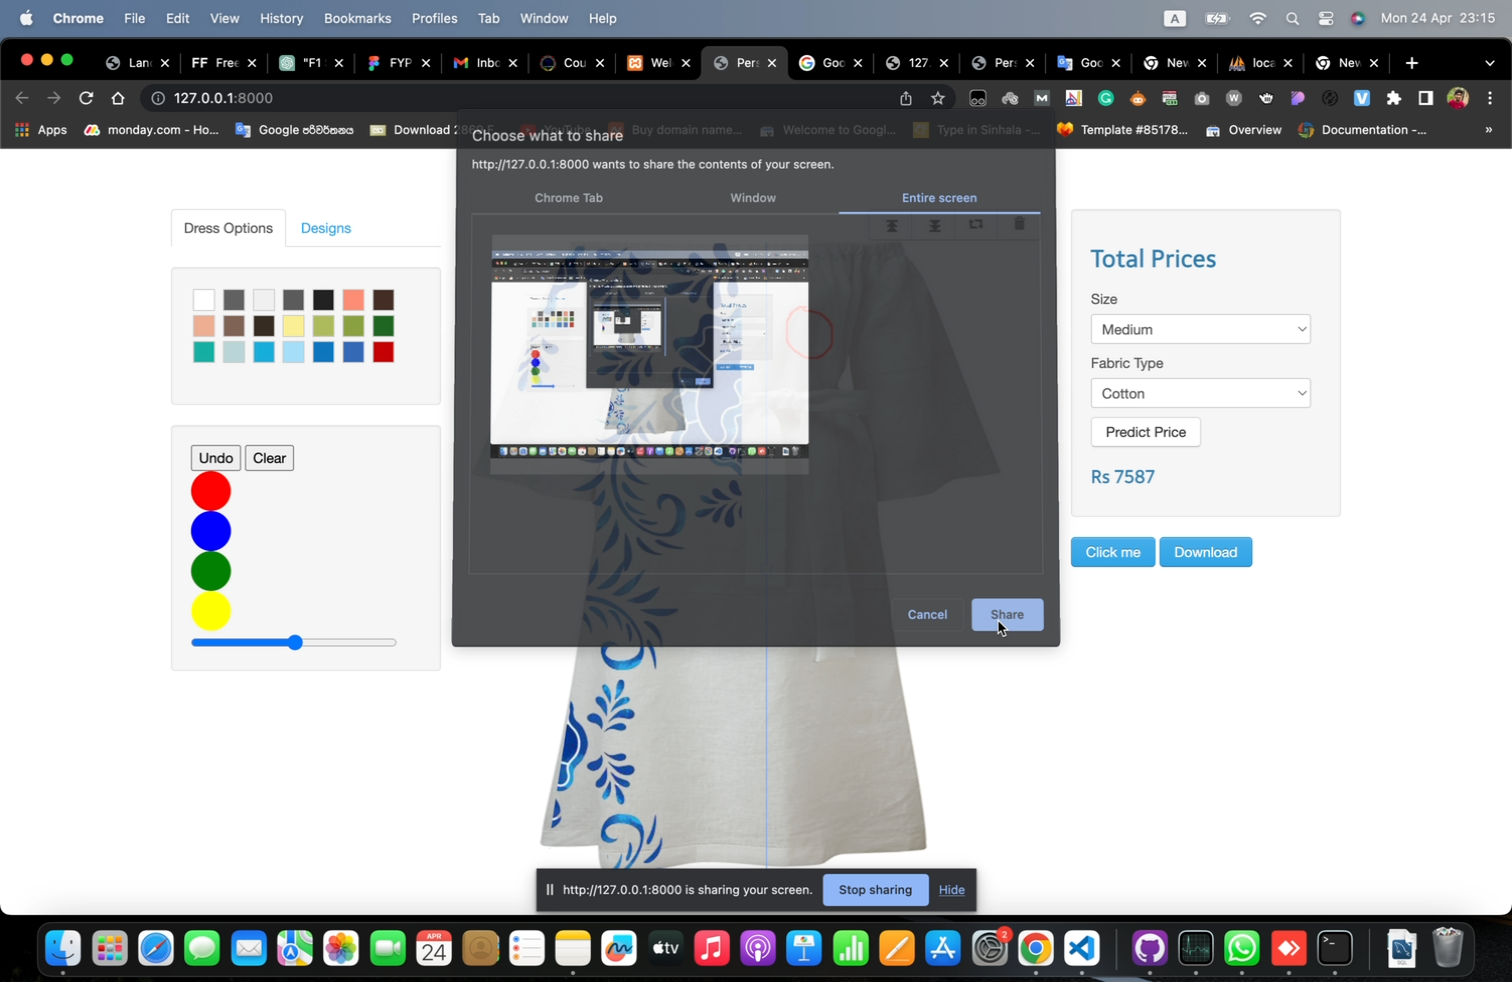 Chrome File Edit View History Bookmarks Profiles Tab Window Help A Mon 24 Apr 23:15
Lan FF Free "F1 FYP Inbc Cou Wel Pers Goo 127. Pers Goo New loca New
127.0.0.1:8000
Apps monday.com - Ho... Google Download Buy domain name... Welcome to Googl... Type in Sinhala -... Template #85178... Overview Documentation -...
Choose what to share
http://127.0.0.1:8000 wants to share the contents of your screen.
Chrome Tab Window Entire screen
Dress Options Designs
Total Prices
Size
Medium
Fabric Type
Cotton
Predict Price
Rs 7587
Undo Clear
Click me Download
Cancel Share
http://127.0.0.1:8000 is sharing your screen. Stop sharing Hide
APR
24
tv
2
SQL